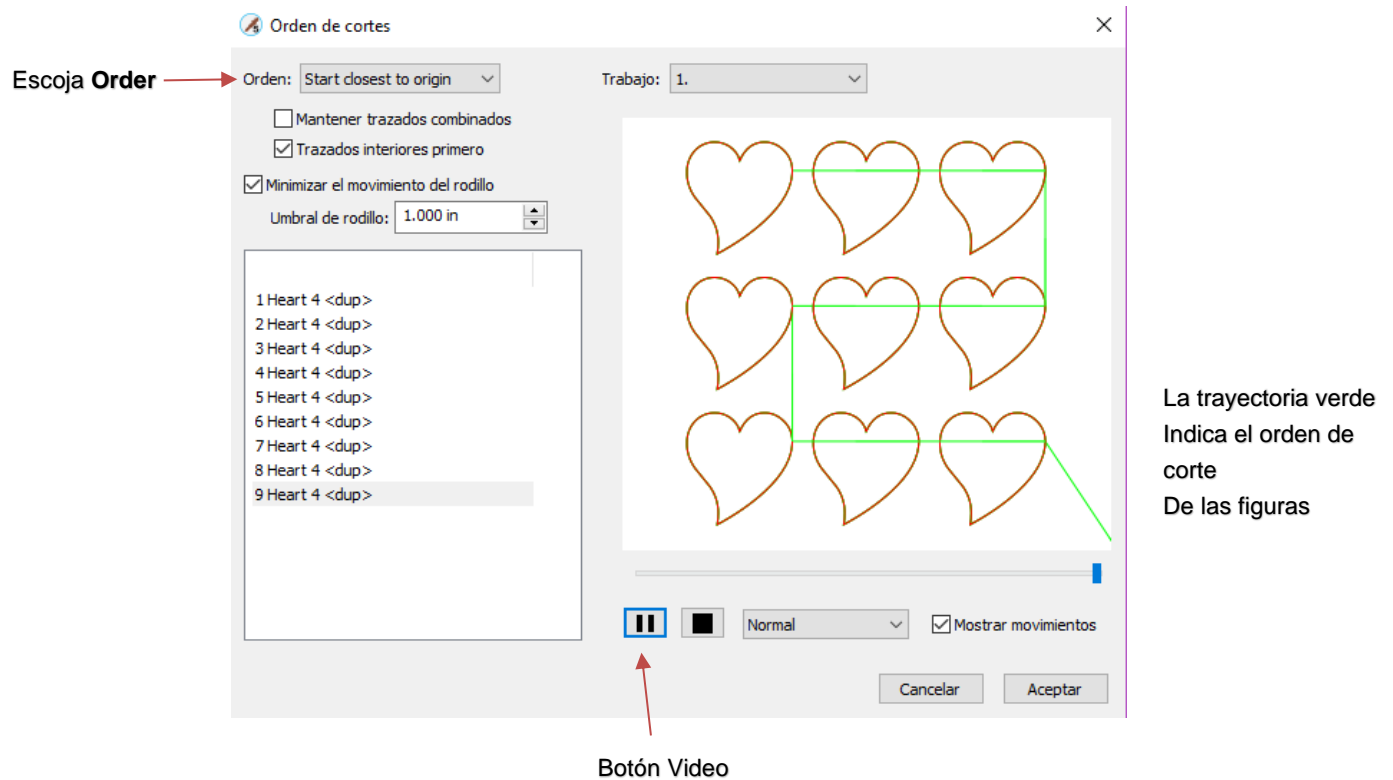 Orden de cortes
Escoja Order
Orden: Start closest to origin
Trabajo: 1.
Mantener trazados combinados
Trazados interiores primero
Minimizar el movimiento del rodillo
Umbral de rodillo: 1.000 in
1 Heart 4 <dup>
2 Heart 4 <dup>
3 Heart 4 <dup>
4 Heart 4 <dup>
5 Heart 4 <dup>
6 Heart 4 <dup>
7 Heart 4 <dup>
8 Heart 4 <dup>
9 Heart 4 <dup>
Normal
Mostrar movimientos
Cancelar
Aceptar
La trayectoria verde
Indica el orden de
corte
De las figuras
Botón Video